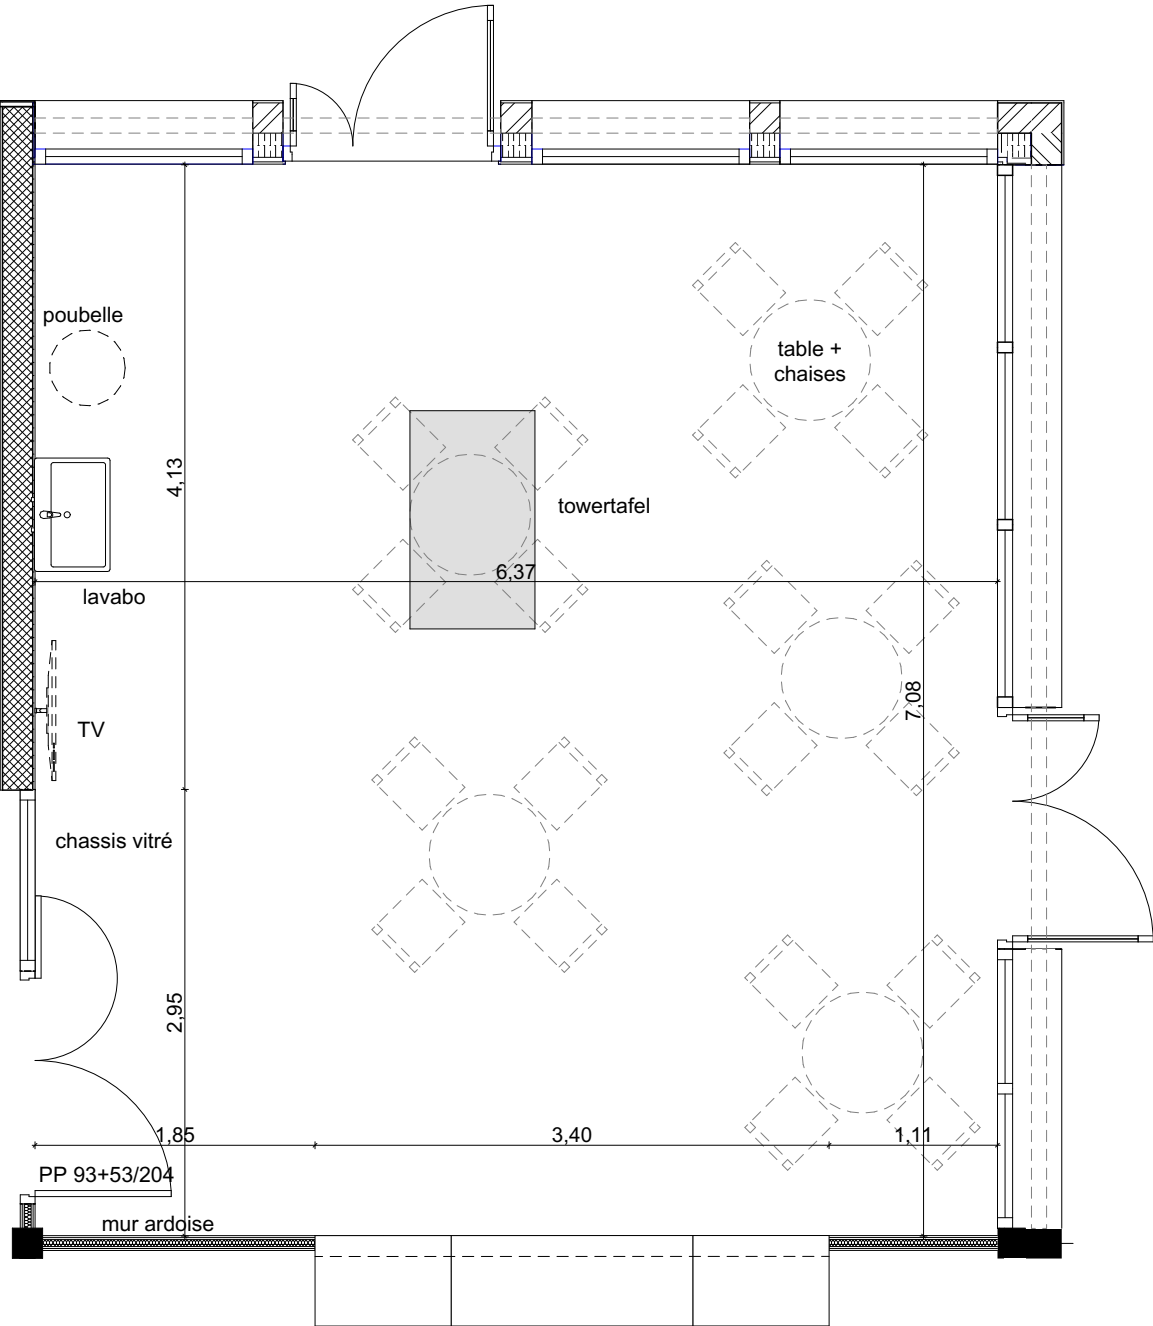 poubelle
table +
chaises
4,13
towertafel
6,37
lavabo
7,08
TV
chassis vitré
2,95
1,85
3,40
1,11
PP 93+53/204
mur ardoise